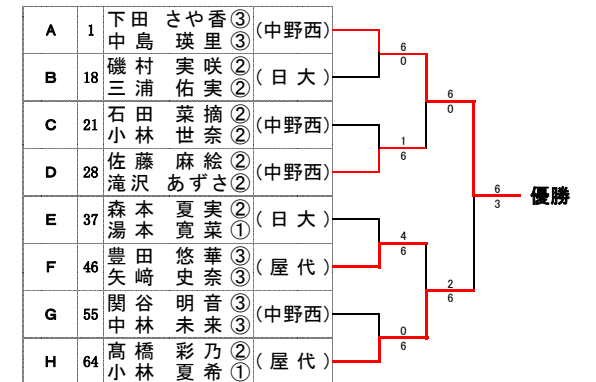 A 1 下田 さや香③ (中野西)
中島 瑛里③
6
0
B 18 磯村 実咲② (日大)
三浦 佑実②
6
0
C 21 石田 菜摘② (中野西)
小林 世奈②
1
6
D 28 佐藤 麻絵② (中野西)
滝沢 あずさ②
6
3
優勝
E 37 森本 夏実② (日大)
湯本 寛菜①
4
6
F 46 豊田 悠華③ (屋代)
矢﨑 史奈③
2
6
G 55 関谷 明音③ (中野西)
中林 未来③
0
6
H 64 髙橋 彩乃② (屋代)
小林 夏希①